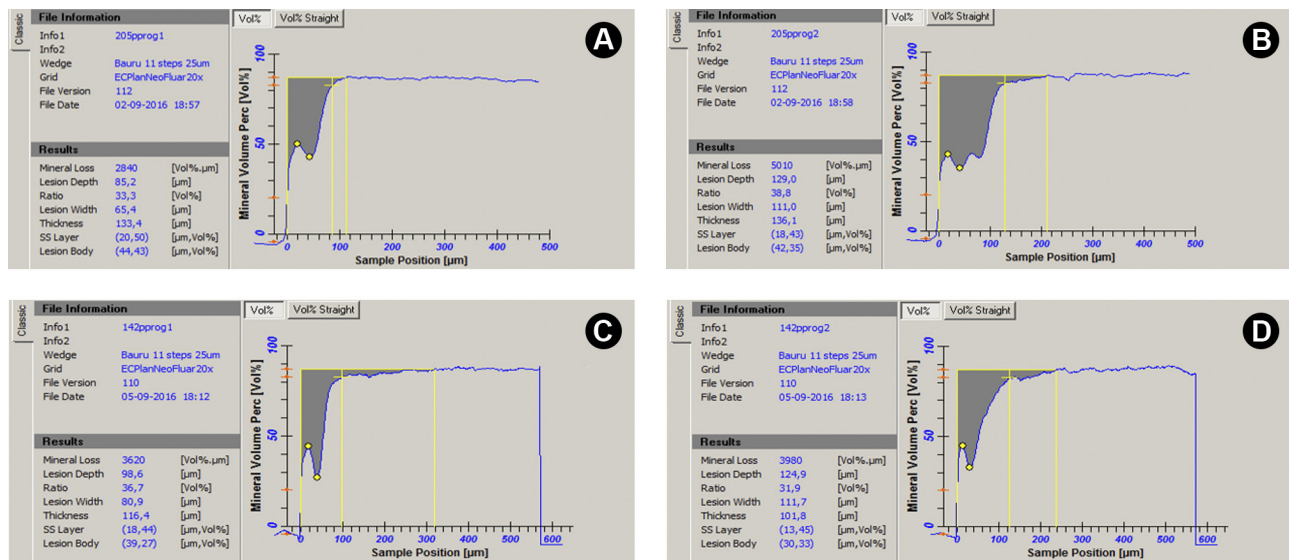 A
Classic
File Information
Info1 205pprog1
Info2
Wedge Bauru 11 steps 25um
Grid ECPlanNeoFluar20x
File Version 112
File Date 02-09-2016 18:57
Results
Mineral Loss 2840 [Vol%.µm]
Lesion Depth 85,2 [µm]
Ratio 33,3 [Vol%]
Lesion Width 65,4 [µm]
Thickness 133,4 [µm]
SS Layer (20,50) [µm,Vol%]
Lesion Body (44,43) [µm,Vol%]
Vol% Vol% Straight
Mineral Volume Perc [Vol%]
100
50
0
0 100 200 300 400 500
Sample Position [µm]
B
Classic
File Information
Info1 205pprog2
Info2
Wedge Bauru 11 steps 25um
Grid ECPlanNeoFluar20x
File Version 112
File Date 02-09-2016 18:58
Results
Mineral Loss 5010 [Vol%.µm]
Lesion Depth 129,0 [µm]
Ratio 38,8 [Vol%]
Lesion Width 111,0 [µm]
Thickness 136,1 [µm]
SS Layer (18,43) [µm,Vol%]
Lesion Body (42,35) [µm,Vol%]
Vol% Vol% Straight
Mineral Volume Perc [Vol%]
100
50
0
0 100 200 300 400 500
Sample Position [µm]
C
Classic
File Information
Info1 142pprog1
Info2
Wedge Bauru 11 steps 25um
Grid ECPlanNeoFluar20x
File Version 110
File Date 05-09-2016 18:12
Results
Mineral Loss 3620 [Vol%.µm]
Lesion Depth 98,6 [µm]
Ratio 36,7 [Vol%]
Lesion Width 80,9 [µm]
Thickness 116,4 [µm]
SS Layer (18,44) [µm,Vol%]
Lesion Body (39,27) [µm,Vol%]
Vol% Vol% Straight
Mineral Volume Perc [Vol%]
100
50
0
0 100 200 300 400 500 600
Sample Position [µm]
D
Classic
File Information
Info1 142pprog2
Info2
Wedge Bauru 11 steps 25um
Grid ECPlanNeoFluar20x
File Version 110
File Date 05-09-2016 18:13
Results
Mineral Loss 3980 [Vol%.µm]
Lesion Depth 124,9 [µm]
Ratio 31,9 [Vol%]
Lesion Width 111,7 [µm]
Thickness 101,8 [µm]
SS Layer (13,45) [µm,Vol%]
Lesion Body (30,33) [µm,Vol%]
Vol% Vol% Straight
Mineral Volume Perc [Vol%]
100
50
0
0 100 200 300 400 500 600
Sample Position [µm]